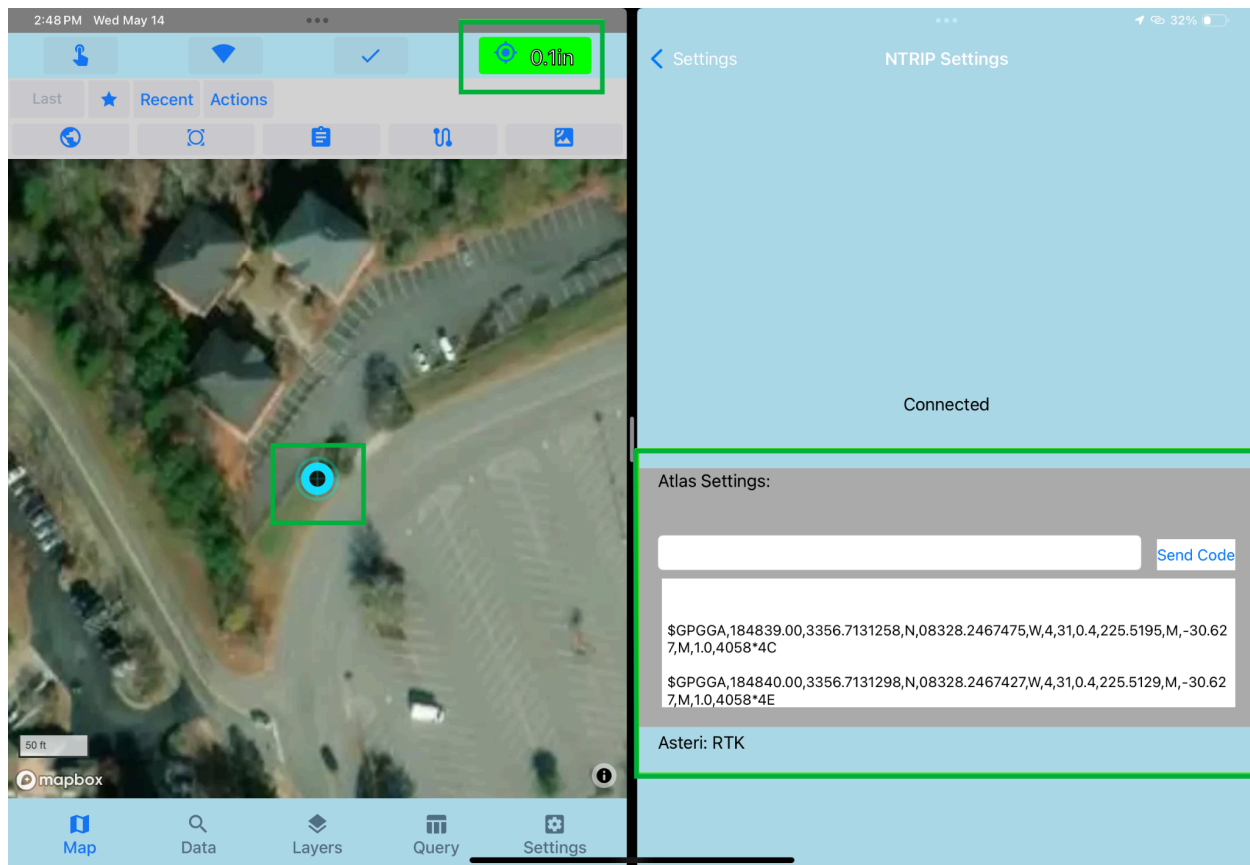 2:48 PM Wed May 14
0.1in
Last
Recent
Actions
50 ft
mapbox
Map
Data
Layers
Query
Settings
32%
Settings
NTRIP Settings
Connected
Atlas Settings:
Send Code
$GPGGA,184839.00,3356.7131258,N,08328.2467475,W,4,31,0.4,225.5195,M,-30.62
7,M,1.0,4058*4C
$GPGGA,184840.00,3356.7131298,N,08328.2467427,W,4,31,0.4,225.5129,M,-30.62
7,M,1.0,4058*4E
Asteri: RTK